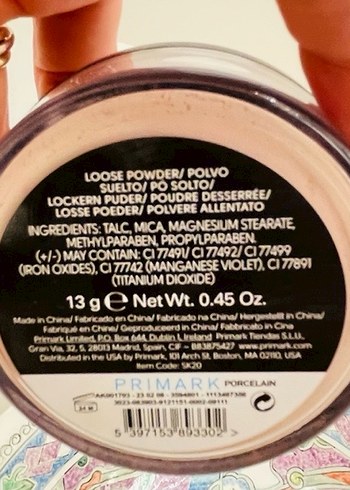 LOOSE POWDER/ POLVO
SUELTO/ PÓ SOLTO/
LOCKERN PUDER/ POUDRE DESSERRÉE/
LOSSE POEDER/ POLVERE ALLENTATO
INGREDIENTS: TALC, MICA, MAGNESIUM STEARATE,
METHYLPARABEN, PROPYLPARABEN.
(+/-) MAY CONTAIN: CI 77491/ CI 77492/ CI 77499
(IRON OXIDES), CI 77742 (MANGANESE VIOLET), CI 77891
(TITANIUM DIOXIDE)
13 g ℮ Net Wt. 0.45 Oz.
Made in China/ Fabricado en China/ Fabricado na China/ Hergestellt in China/
Fabriqué en China/ Geproduceerd in China/ Fabbricato in Cina
Primark Limited, P.O. Box 644, Dublin 1, Ireland Primark Tiendas S.L.U.,
Gran Via, 32, 5, 28013 Madrid, Spain, CIF – B83875427 www.primark.com
Distributed in the USA by Primark, 101 Arch St, Boston, MA 02110, USA
Item Code: SK20
PRIMARK PORCELAIN
24 M
5 397153 893302 >